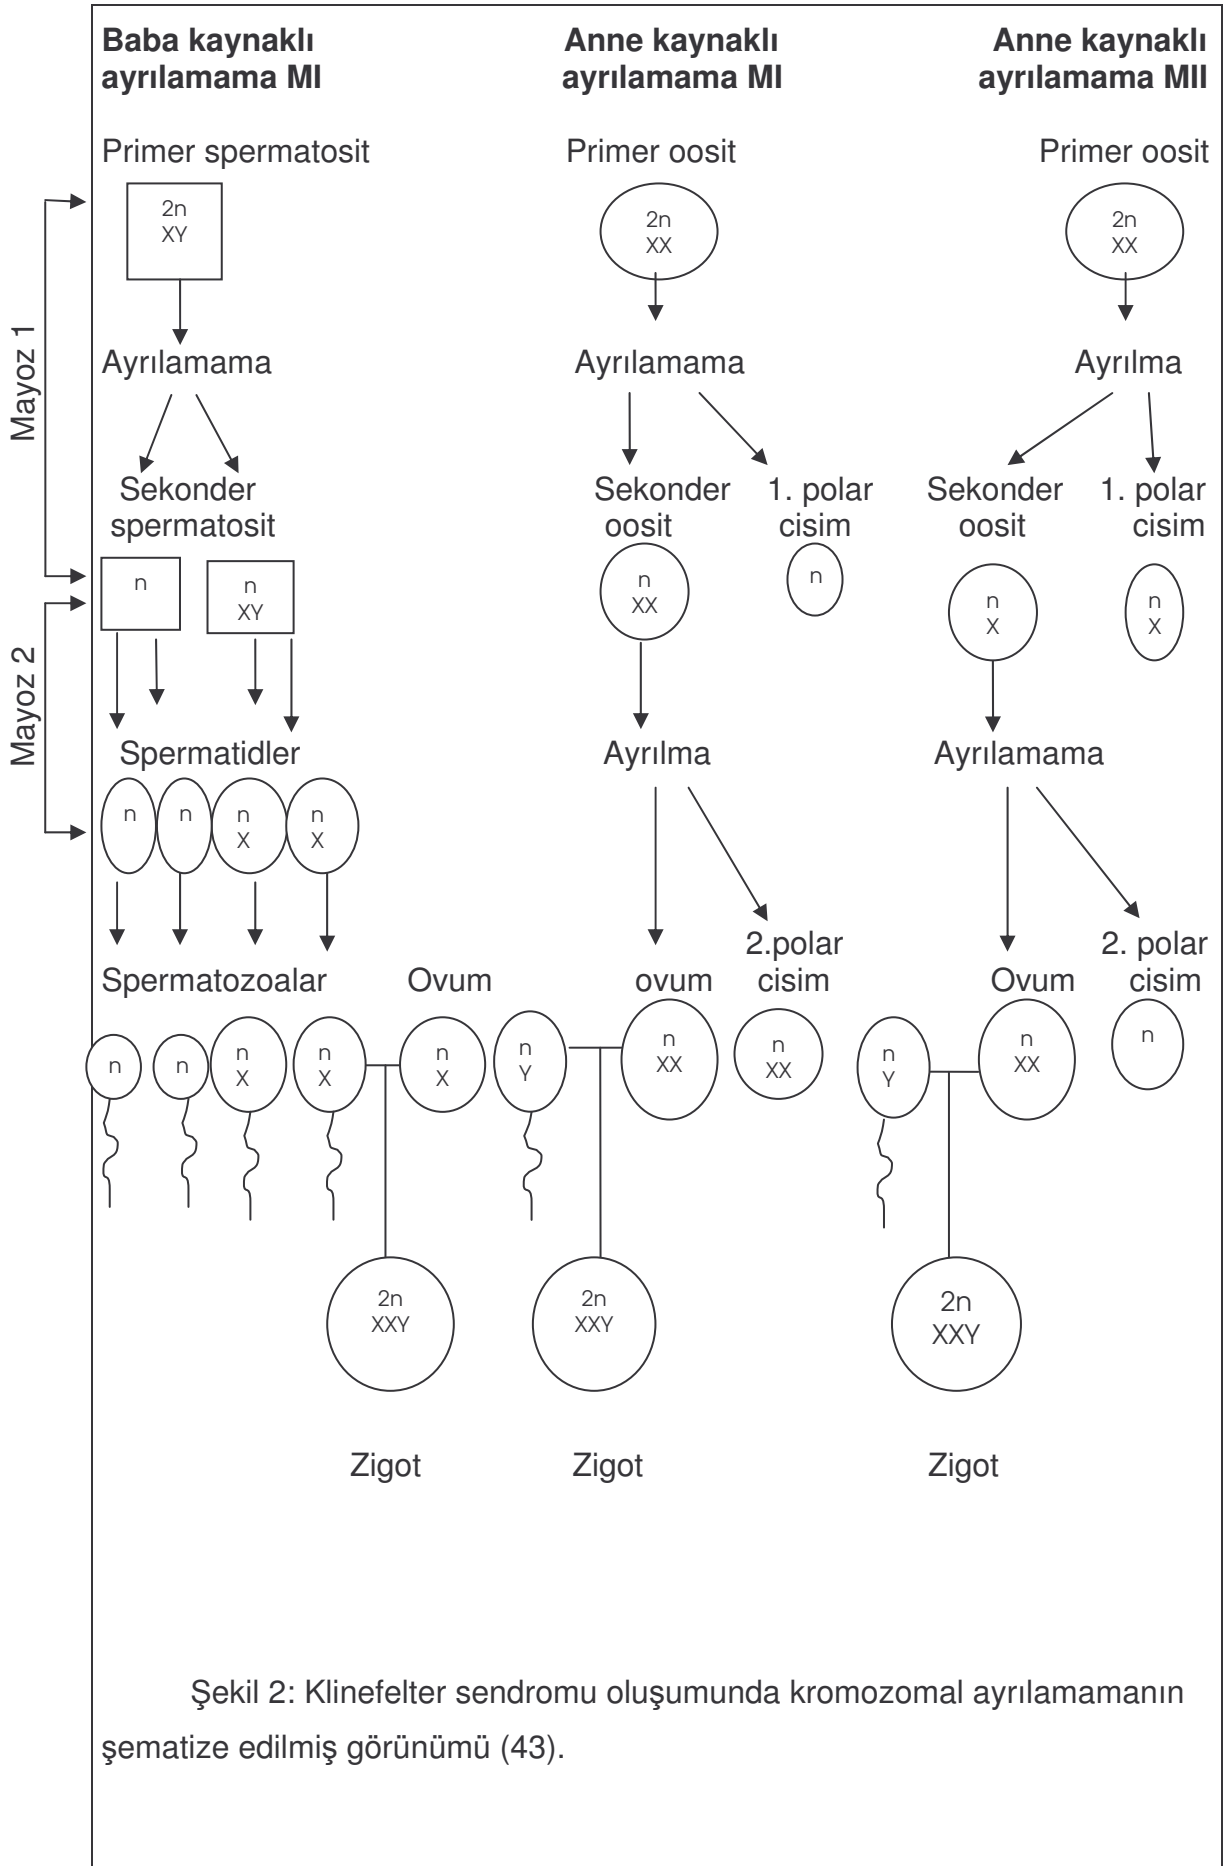 Baba kaynaklı
ayrılamama MI
Anne kaynaklı
ayrılamama MI
Anne kaynaklı
ayrılamama MII
Primer spermatosit
Primer oosit
Primer oosit
2n
XY
2n
XX
2n
XX
Mayoz 1
Ayrılamama
Ayrılamama
Ayrılma
Sekonder
spermatosit
Sekonder
oosit
1. polar
cisim
Sekonder
oosit
1. polar
cisim
n
n
XY
n
XX
n
n
X
n
X
Mayoz 2
Spermatidler
Ayrılma
Ayrılamama
n
n
n
X
n
X
Spermatozoalar
Ovum
ovum
2.polar
cisim
Ovum
2. polar
cisim
n
n
n
X
n
X
n
X
n
Y
n
XX
n
XX
n
Y
n
XX
n
2n
XXY
2n
XXY
2n
XXY
Zigot
Zigot
Zigot
Şekil 2: Klinefelter sendromu oluşumunda kromozomal ayrılamamanın
şematize edilmiş görünümü (43).